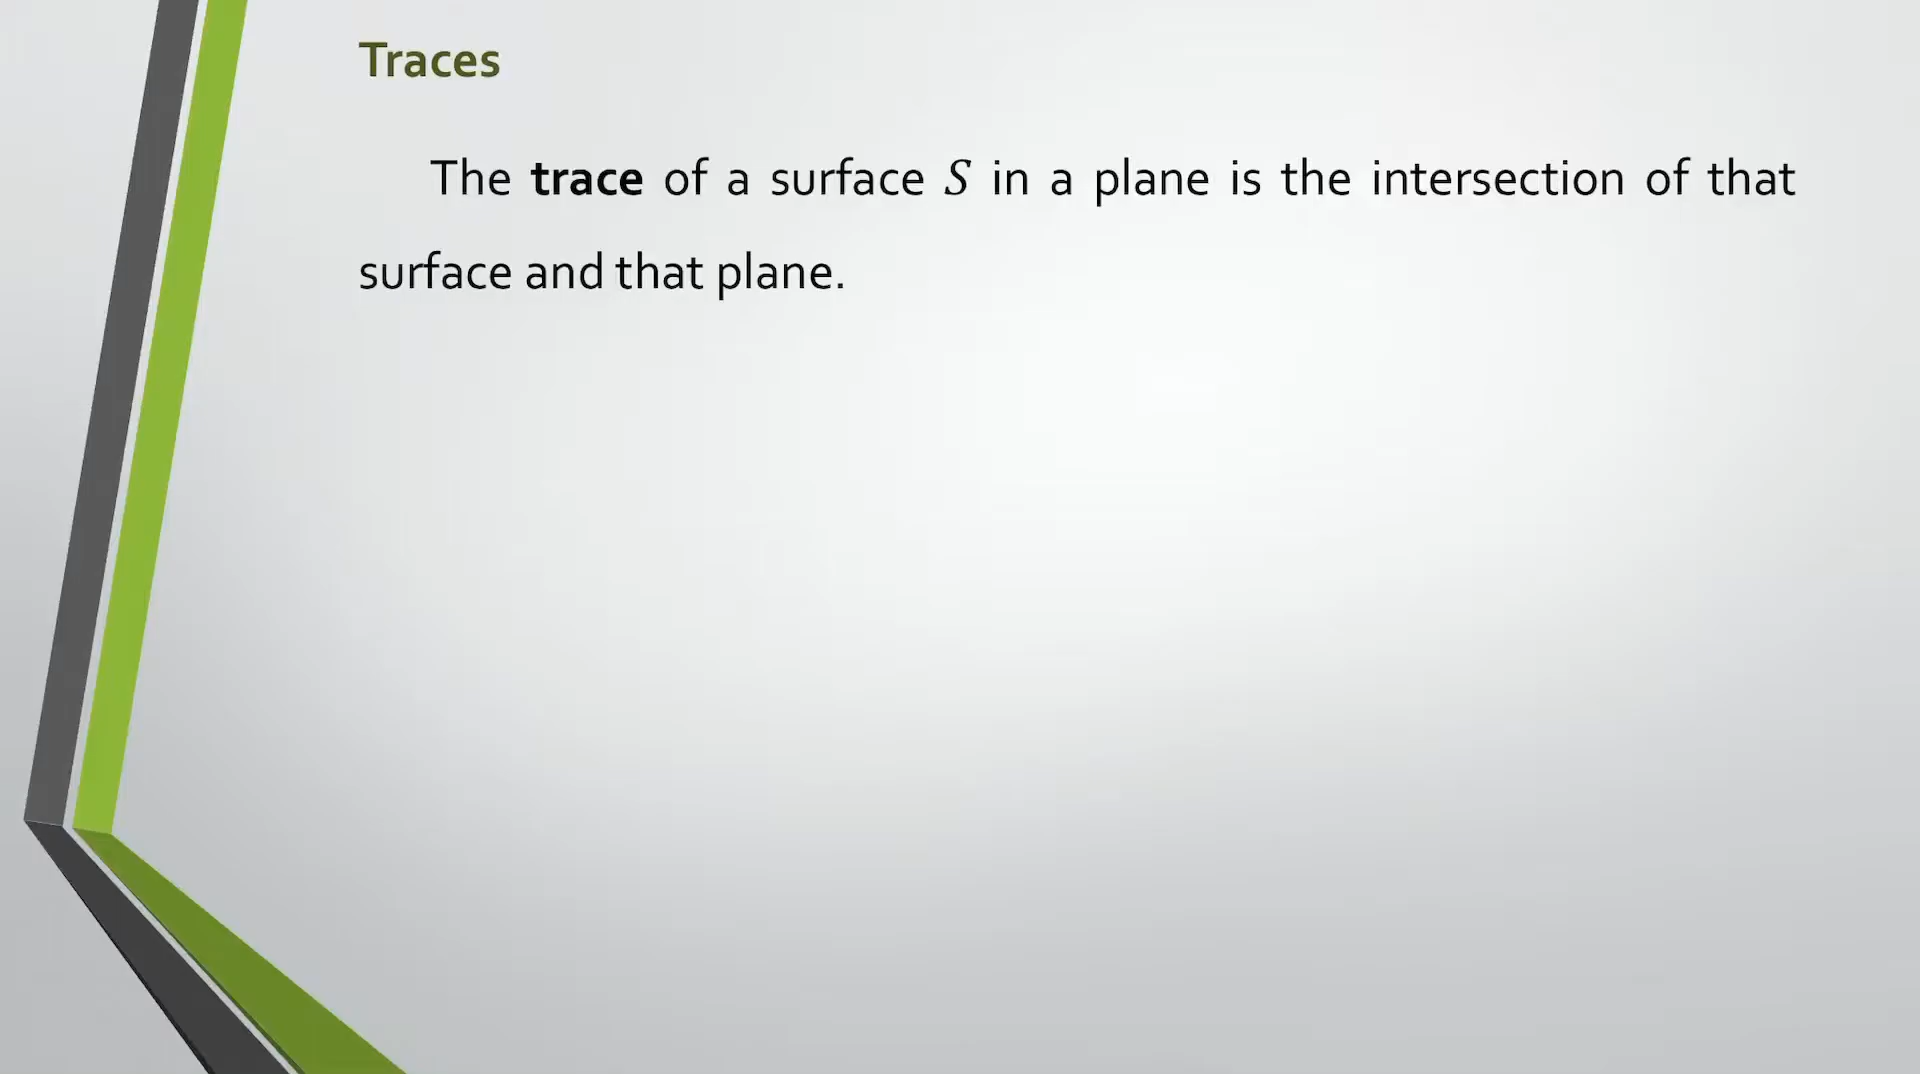 Traces
The trace of a surface S in a plane is the intersection of that
surface and that plane.